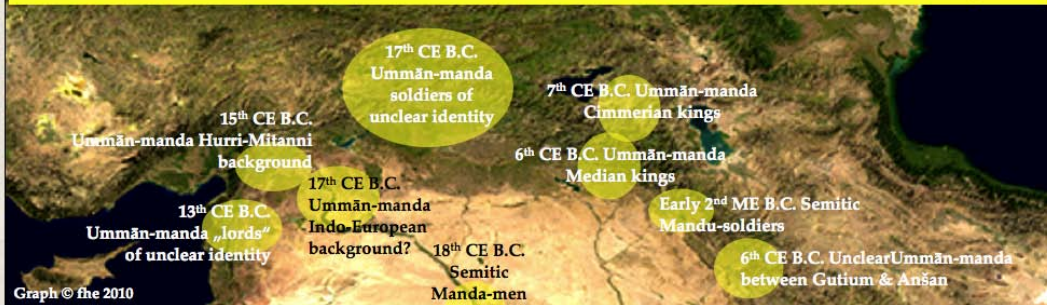 17th CE B.C.
Ummān-manda
soldiers of
unclear identity
7th CE B.C. Ummān-manda
Cimmerian kings
15th CE B.C.
Ummān-manda Hurri-Mitanni
background
6th CE B.C. Ummān-manda
Median kings
17th CE B.C.
Ummān-manda
Indo-European
background?
Early 2nd ME B.C. Semitic
Mandu-soldiers
13th CE B.C.
Ummān-manda „lords“
of unclear identity
18th CE B.C.
Semitic
Manda-men
6th CE B.C. UnclearUmmān-manda
between Gutium & Anšan
Graph © fhe 2010